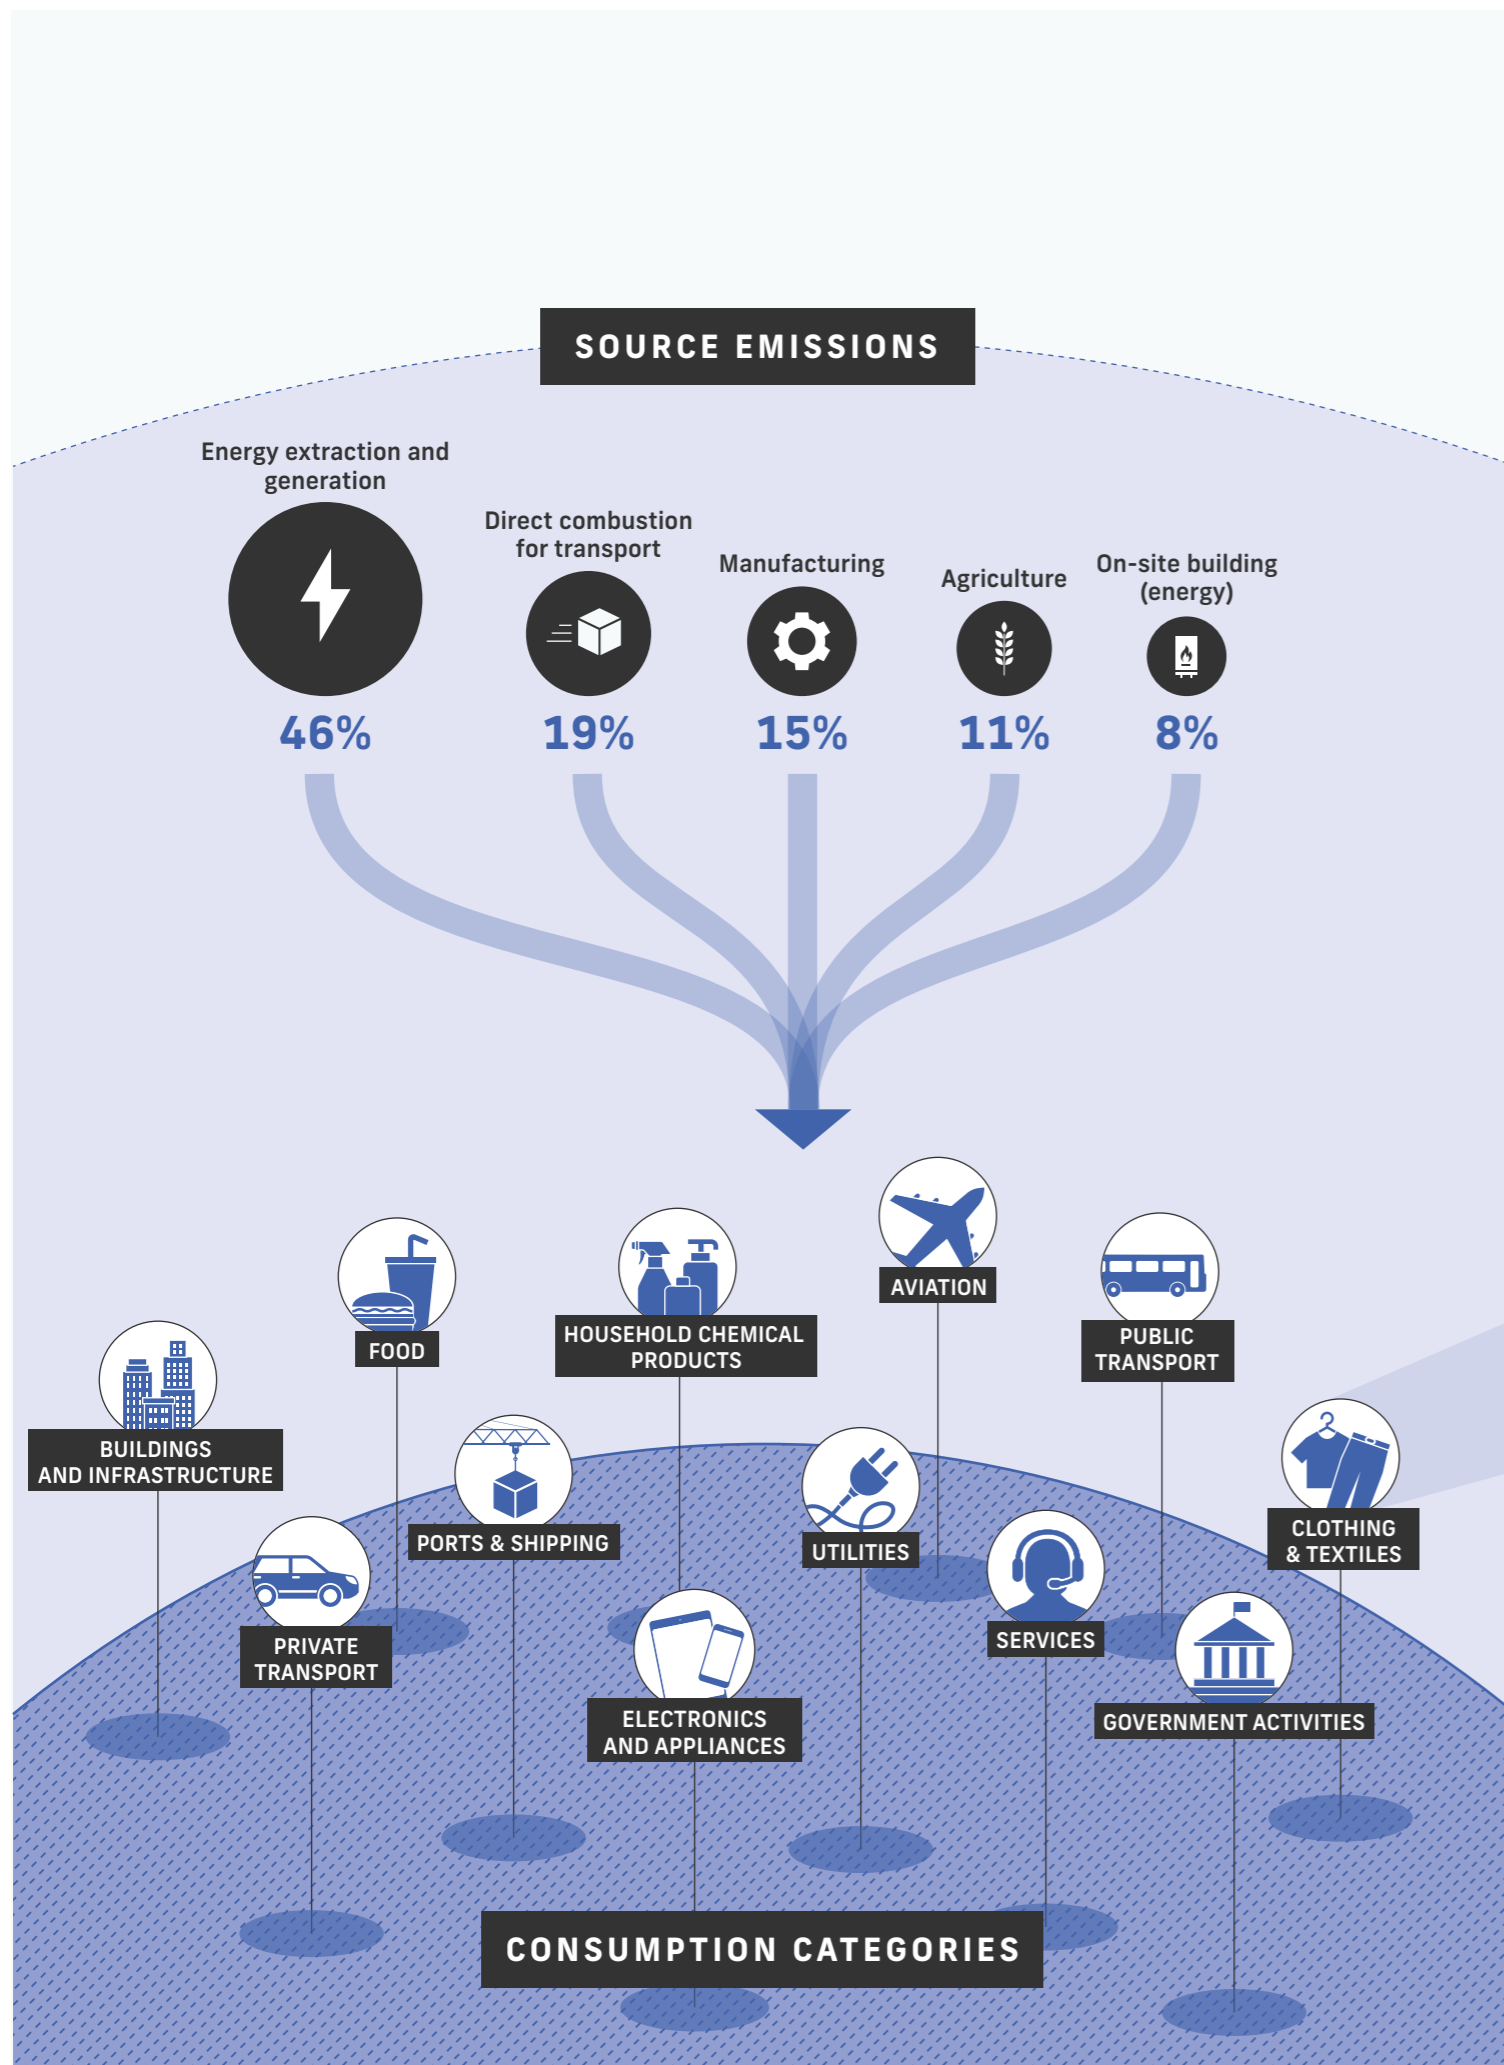 SOURCE EMISSIONS
Energy extraction and
generation
46%
Direct combustion
for transport
19%
Manufacturing
15%
Agriculture
11%
On-site building
(energy)
8%
AVIATION
PUBLIC
TRANSPORT
HOUSEHOLD CHEMICAL
PRODUCTS
FOOD
BUILDINGS
AND INFRASTRUCTURE
PORTS & SHIPPING
UTILITIES
CLOTHING
& TEXTILES
PRIVATE
TRANSPORT
SERVICES
ELECTRONICS
AND APPLIANCES
GOVERNMENT ACTIVITIES
CONSUMPTION CATEGORIES